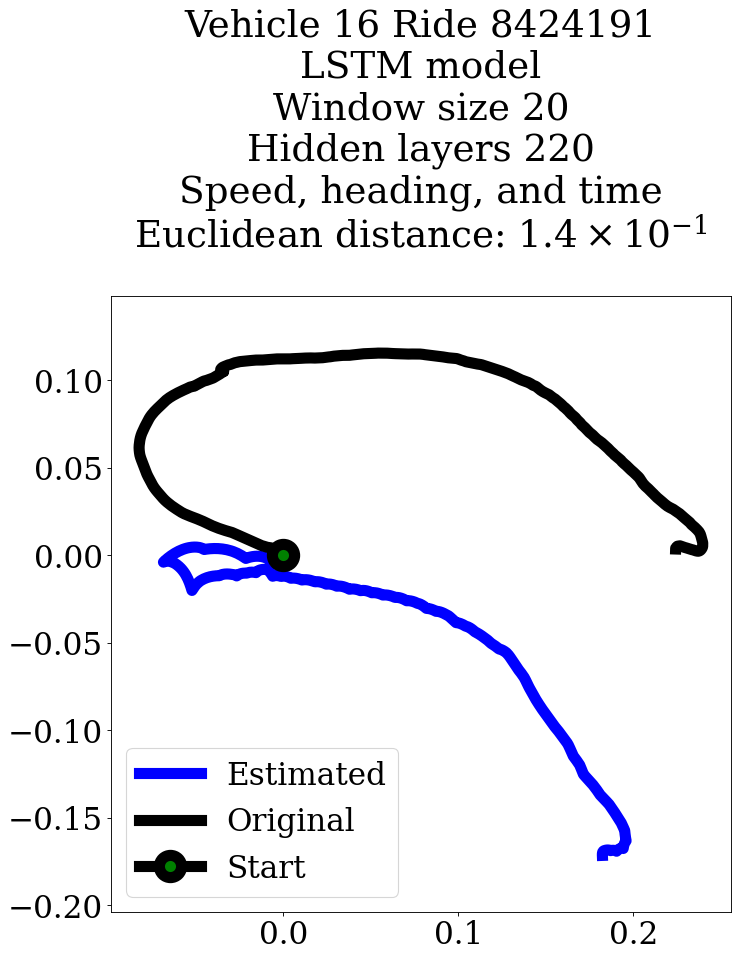 Vehicle 16 Ride 8424191
LSTM model
Window size 20
Hidden layers 220
Speed, heading, and time
Euclidean distance: 1.4 × 10⁻¹
0.10
0.05
0.00
−0.05
−0.10
−0.15
−0.20
Estimated
Original
Start
0.0 0.1 0.2